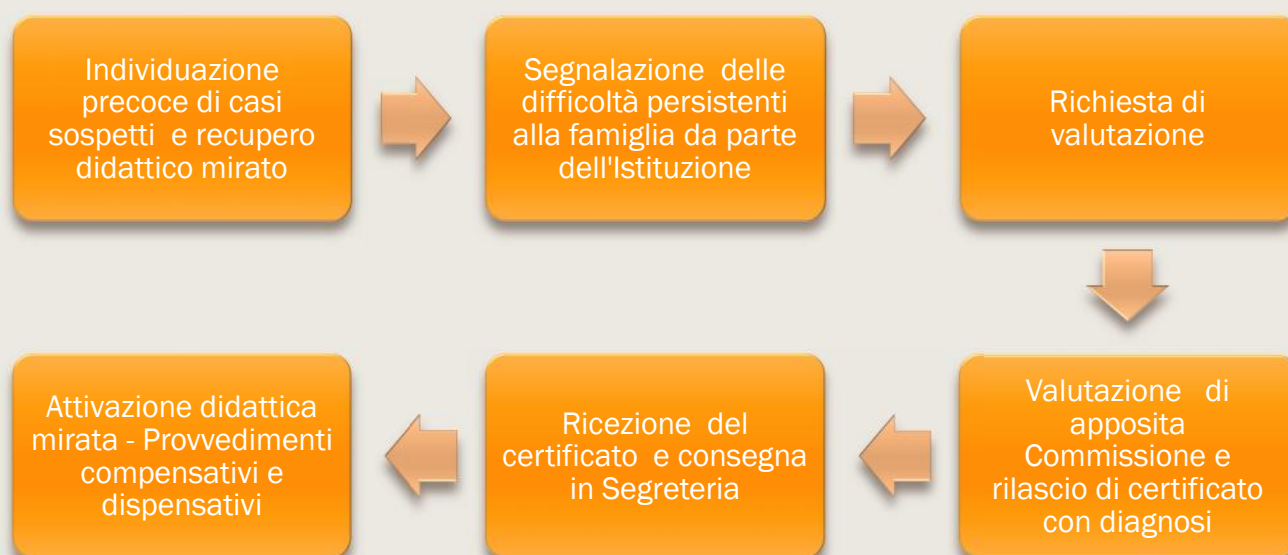 Individuazione
precoce di casi
sospetti e recupero
didattico mirato
Segnalazione delle
difficoltà persistenti
alla famiglia da parte
dell'Istituzione
Richiesta di
valutazione
Valutazione di
apposita
Commissione e
rilascio di certificato
con diagnosi
Ricezione del
certificato e consegna
in Segreteria
Attivazione didattica
mirata - Provvedimenti
compensativi e
dispensativi